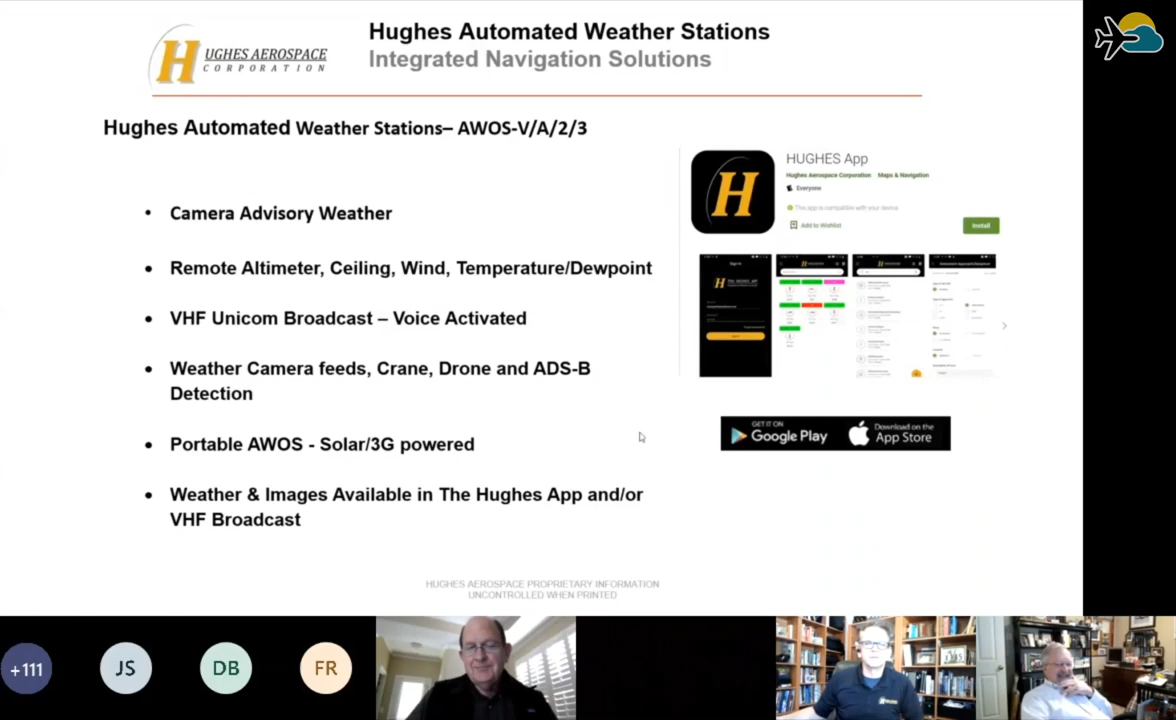 HUGHES AEROSPACE
CORPORATION
Hughes Automated Weather Stations
Integrated Navigation Solutions
Hughes Automated Weather Stations– AWOS-V/A/2/3
• Camera Advisory Weather
• Remote Altimeter, Ceiling, Wind, Temperature/Dewpoint
• VHF Unicom Broadcast – Voice Activated
• Weather Camera feeds, Crane, Drone and ADS-B
Detection
• Portable AWOS - Solar/3G powered
• Weather & Images Available in The Hughes App and/or
VHF Broadcast
H
HUGHES App
Hughes Aerospace Corporation Maps & Navigation
Everyone
This app is compatible with your device
Add to Wishlist
Install
Sign In
THE HUGHES APP
GET IT ON
Google Play
Download on the
App Store
HUGHES AEROSPACE PROPRIETARY INFORMATION
UNCONTROLLED WHEN PRINTED
+111
JS
DB
FR